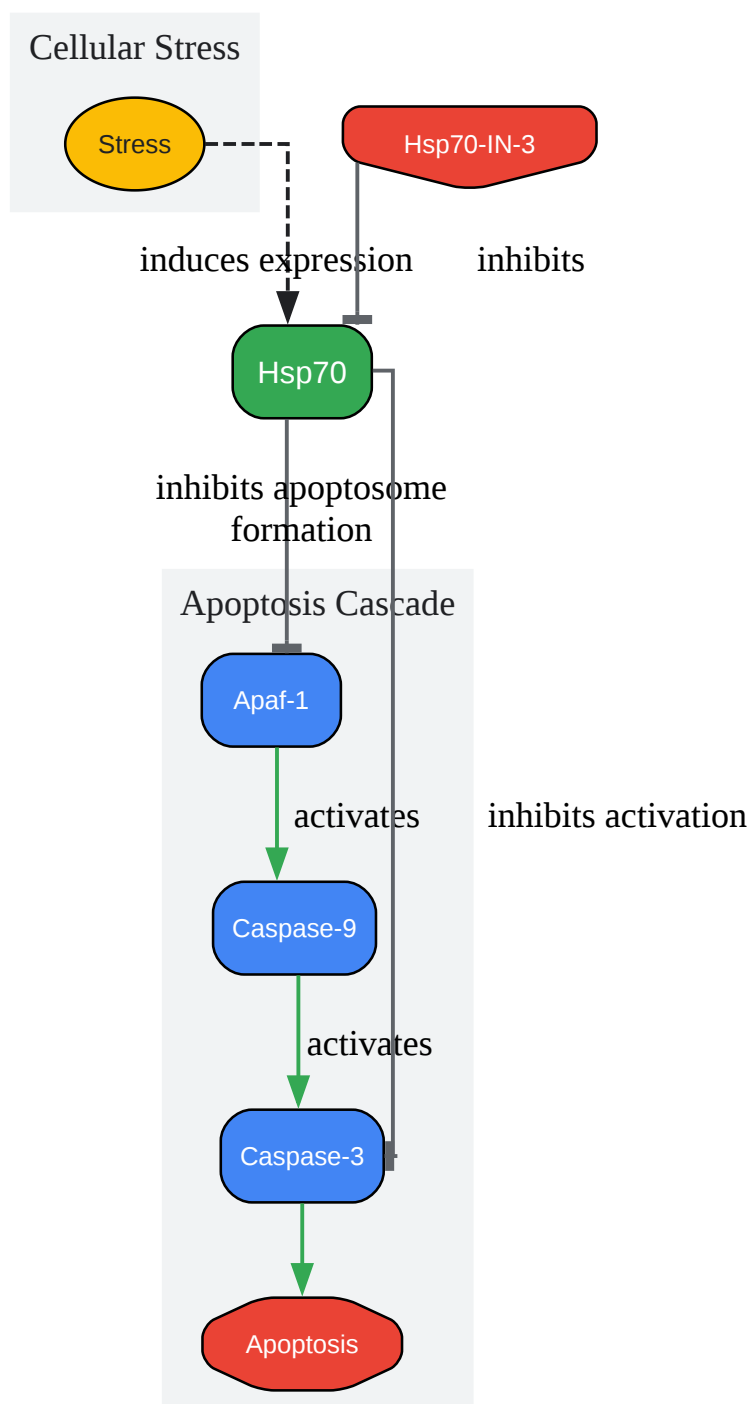 Cellular Stress
Stress
Hsp70-IN-3
induces expression
inhibits
Hsp70
inhibits apoptosome
formation
Apoptosis Cascade
Apaf-1
activates
inhibits activation
Caspase-9
activates
Caspase-3
Apoptosis